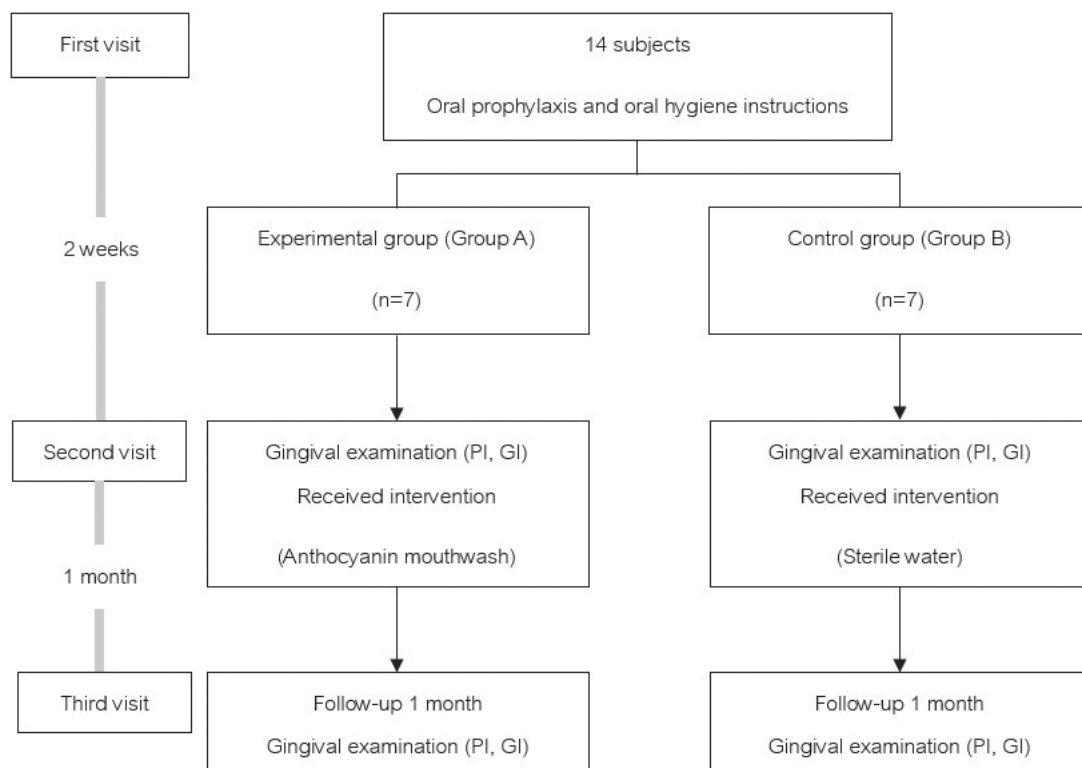 First visit
14 subjects
Oral prophylaxis and oral hygiene instructions
2 weeks
Experimental group (Group A)
(n=7)
Control group (Group B)
(n=7)
Second visit
Gingival examination (PI, GI)
Received intervention
(Anthocyanin mouthwash)
Gingival examination (PI, GI)
Received intervention
(Sterile water)
1 month
Third visit
Follow-up 1 month
Gingival examination (PI, GI)
Follow-up 1 month
Gingival examination (PI, GI)